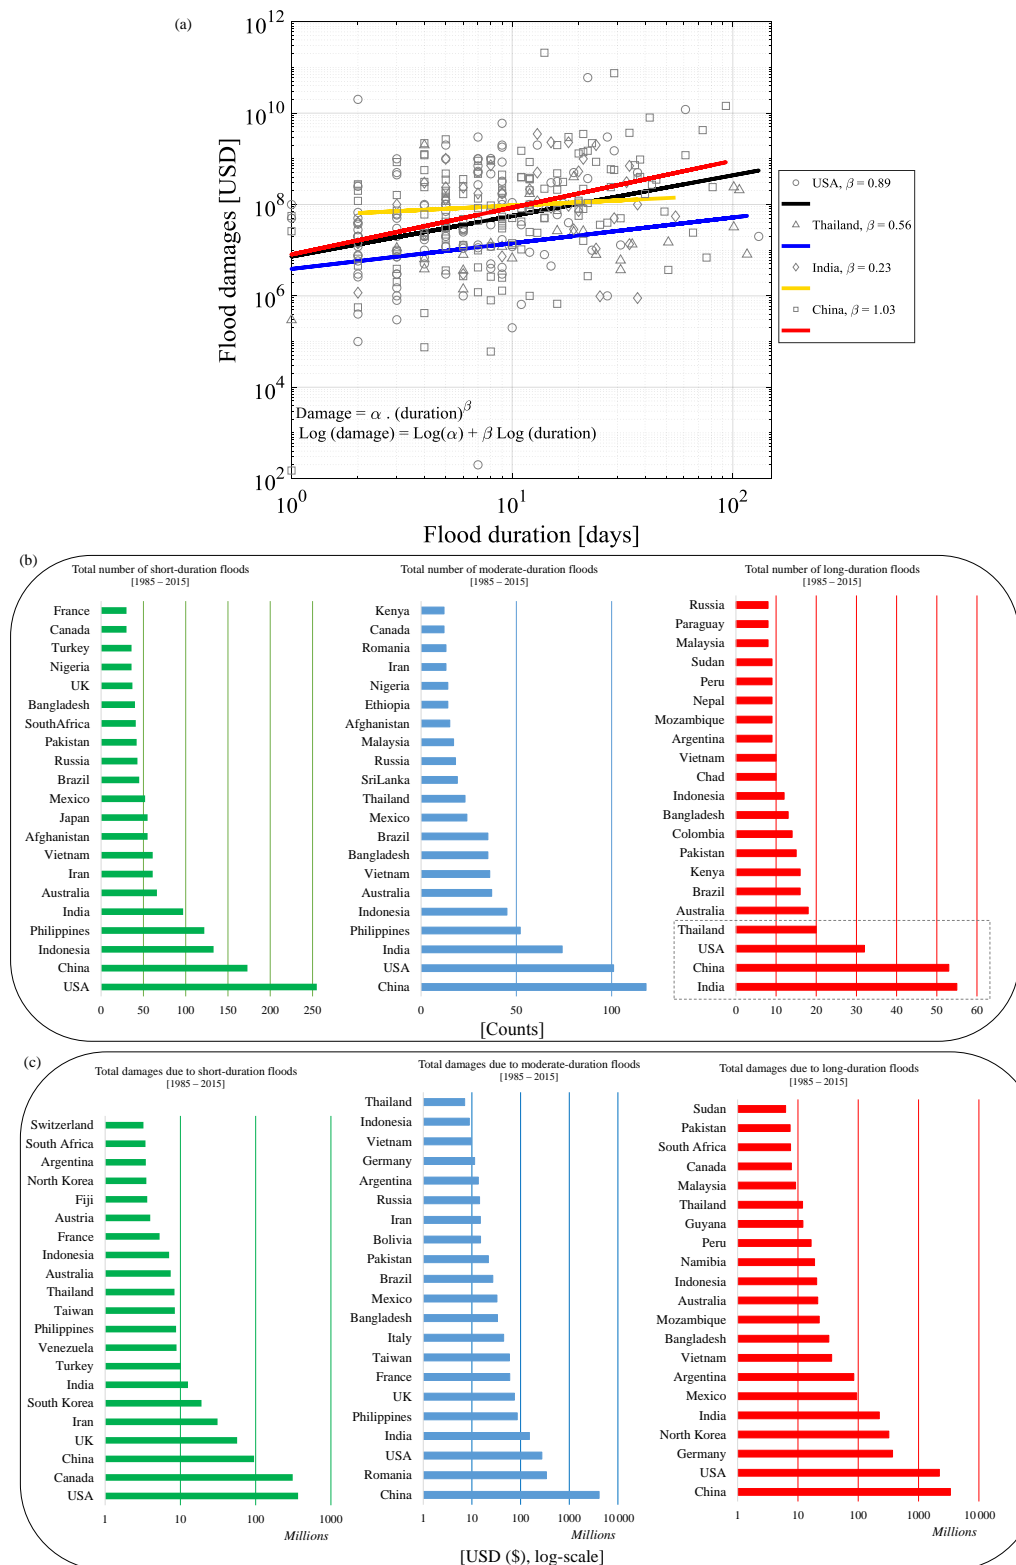 (a)
10^12
10^10
10^8
10^6
10^4
10^2
Flood damages [USD]
Damage = α . (duration)^β
Log (damage) = Log(α) + β Log (duration)
10^0
10^1
10^2
Flood duration [days]
USA, β = 0.89
Thailand, β = 0.56
India, β = 0.23
China, β = 1.03
(b)
Total number of short-duration floods
[1985 – 2015]
France
Canada
Turkey
Nigeria
UK
Bangladesh
SouthAfrica
Pakistan
Russia
Brazil
Mexico
Japan
Afghanistan
Vietnam
Iran
Australia
India
Philippines
Indonesia
China
USA
0 50 100 150 200 250
Total number of moderate-duration floods
[1985 – 2015]
Kenya
Canada
Romania
Iran
Nigeria
Ethiopia
Afghanistan
Malaysia
Russia
SriLanka
Thailand
Mexico
Brazil
Bangladesh
Vietnam
Australia
Indonesia
Philippines
India
USA
China
0 50 100
[Counts]
Total number of long-duration floods
[1985 – 2015]
Russia
Paraguay
Malaysia
Sudan
Peru
Nepal
Mozambique
Argentina
Vietnam
Chad
Indonesia
Bangladesh
Colombia
Pakistan
Kenya
Brazil
Australia
Thailand
USA
China
India
0 10 20 30 40 50 60
(c)
Total damages due to short-duration floods
[1985 – 2015]
Switzerland
South Africa
Argentina
North Korea
Fiji
Austria
France
Indonesia
Australia
Thailand
Taiwan
Philippines
Venezuela
Turkey
India
South Korea
Iran
UK
China
Canada
USA
1 10 100 1000
Millions
Total damages due to moderate-duration floods
[1985 – 2015]
Thailand
Indonesia
Vietnam
Germany
Argentina
Russia
Iran
Bolivia
Pakistan
Brazil
Mexico
Bangladesh
Italy
Taiwan
France
UK
Philippines
India
USA
Romania
China
1 10 100 1000 10000
Millions
[USD ($), log-scale]
Total damages due to long-duration floods
[1985 – 2015]
Sudan
Pakistan
South Africa
Canada
Malaysia
Thailand
Guyana
Peru
Namibia
Indonesia
Australia
Mozambique
Bangladesh
Vietnam
Argentina
Mexico
India
North Korea
Germany
USA
China
1 10 100 1000 10000
Millions